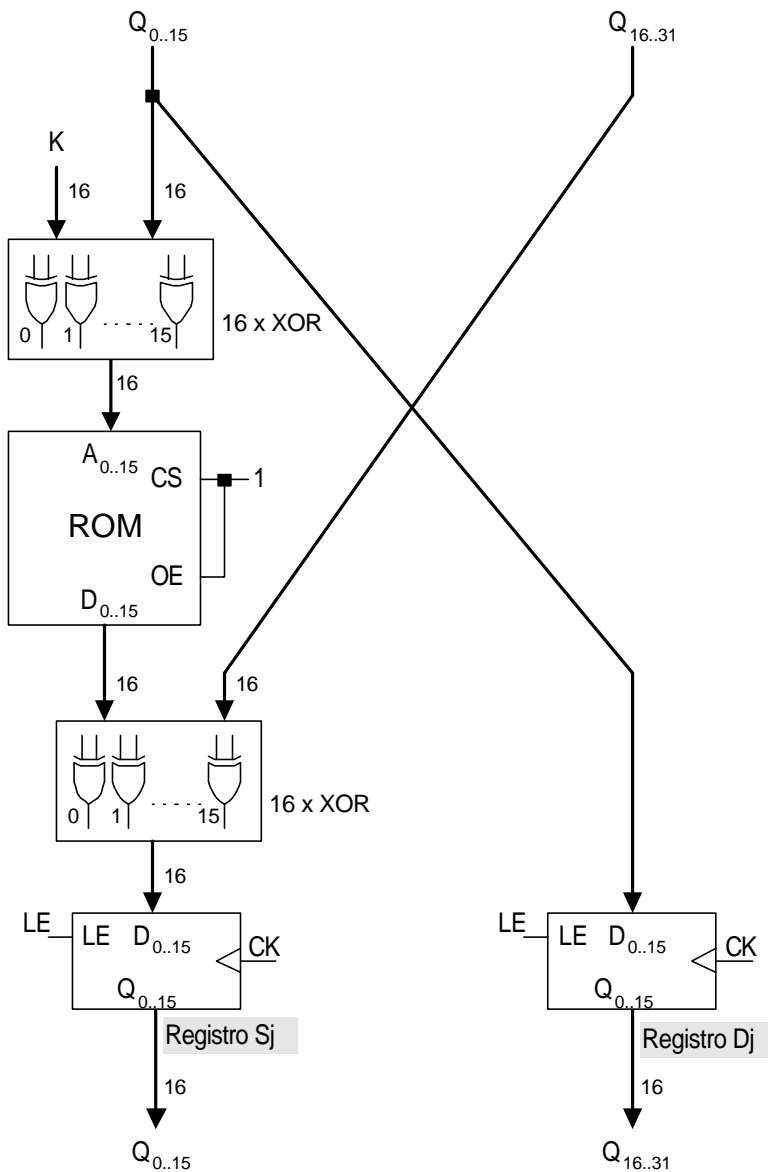 Q0..15
Q16..31
K
16
16
0
1
15
16 x XOR
16
A0..15
CS
1
ROM
OE
D0..15
16
16
0
1
15
16 x XOR
16
LE
LE
D0..15
CK
Q0..15
Registro Sj
16
Q0..15
LE
LE
D0..15
CK
Q0..15
Registro Dj
16
Q16..31